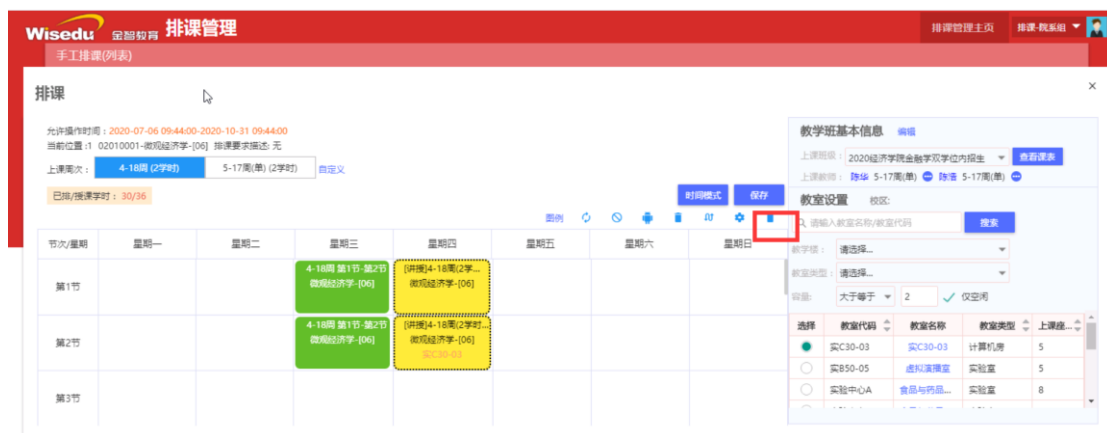 Wisedu 金智教育 排课管理 排课管理主页 排课-院系组
手工排课(列表)
排课
允许操作时间：2020-07-06 09:44:00-2020-10-31 09:44:00
当前位置 :1 02010001-微观经济学-[06] 排课要求描述: 无
上课周次： 4-18周 (2学时) 5-17周(单) (2学时) 自定义
已排/授课学时：30/36
时间模式 保存
图例
节次/星期 星期一 星期二 星期三 星期四 星期五 星期六 星期日
第1节
4-18周 第1节-第2节
微观经济学-[06]
[讲授]4-18周(2学...
微观经济学-[06]
第2节
4-18周 第1节-第2节
微观经济学-[06]
[讲授]4-18周(2学时...
微观经济学-[06]
实C30-03
第3节
教学班基本信息 编辑
上课班级： 2020经济学院金融学双学位内招生 查看课表
上课教师： 陈华 5-17周(单) 陈浩 5-17周(单)
教室设置 校区:
请输入教室名称/教室代码 搜索
教学楼： 请选择...
教室类型： 请选择...
容量: 大于等于 2 仅空闲
选择 教室代码 教室名称 教室类型 上课座...
实C30-03 实C30-03 计算机房 5
实B50-05 虚拟演播室 实验室 5
实验中心A 食品与药品... 实验室 8